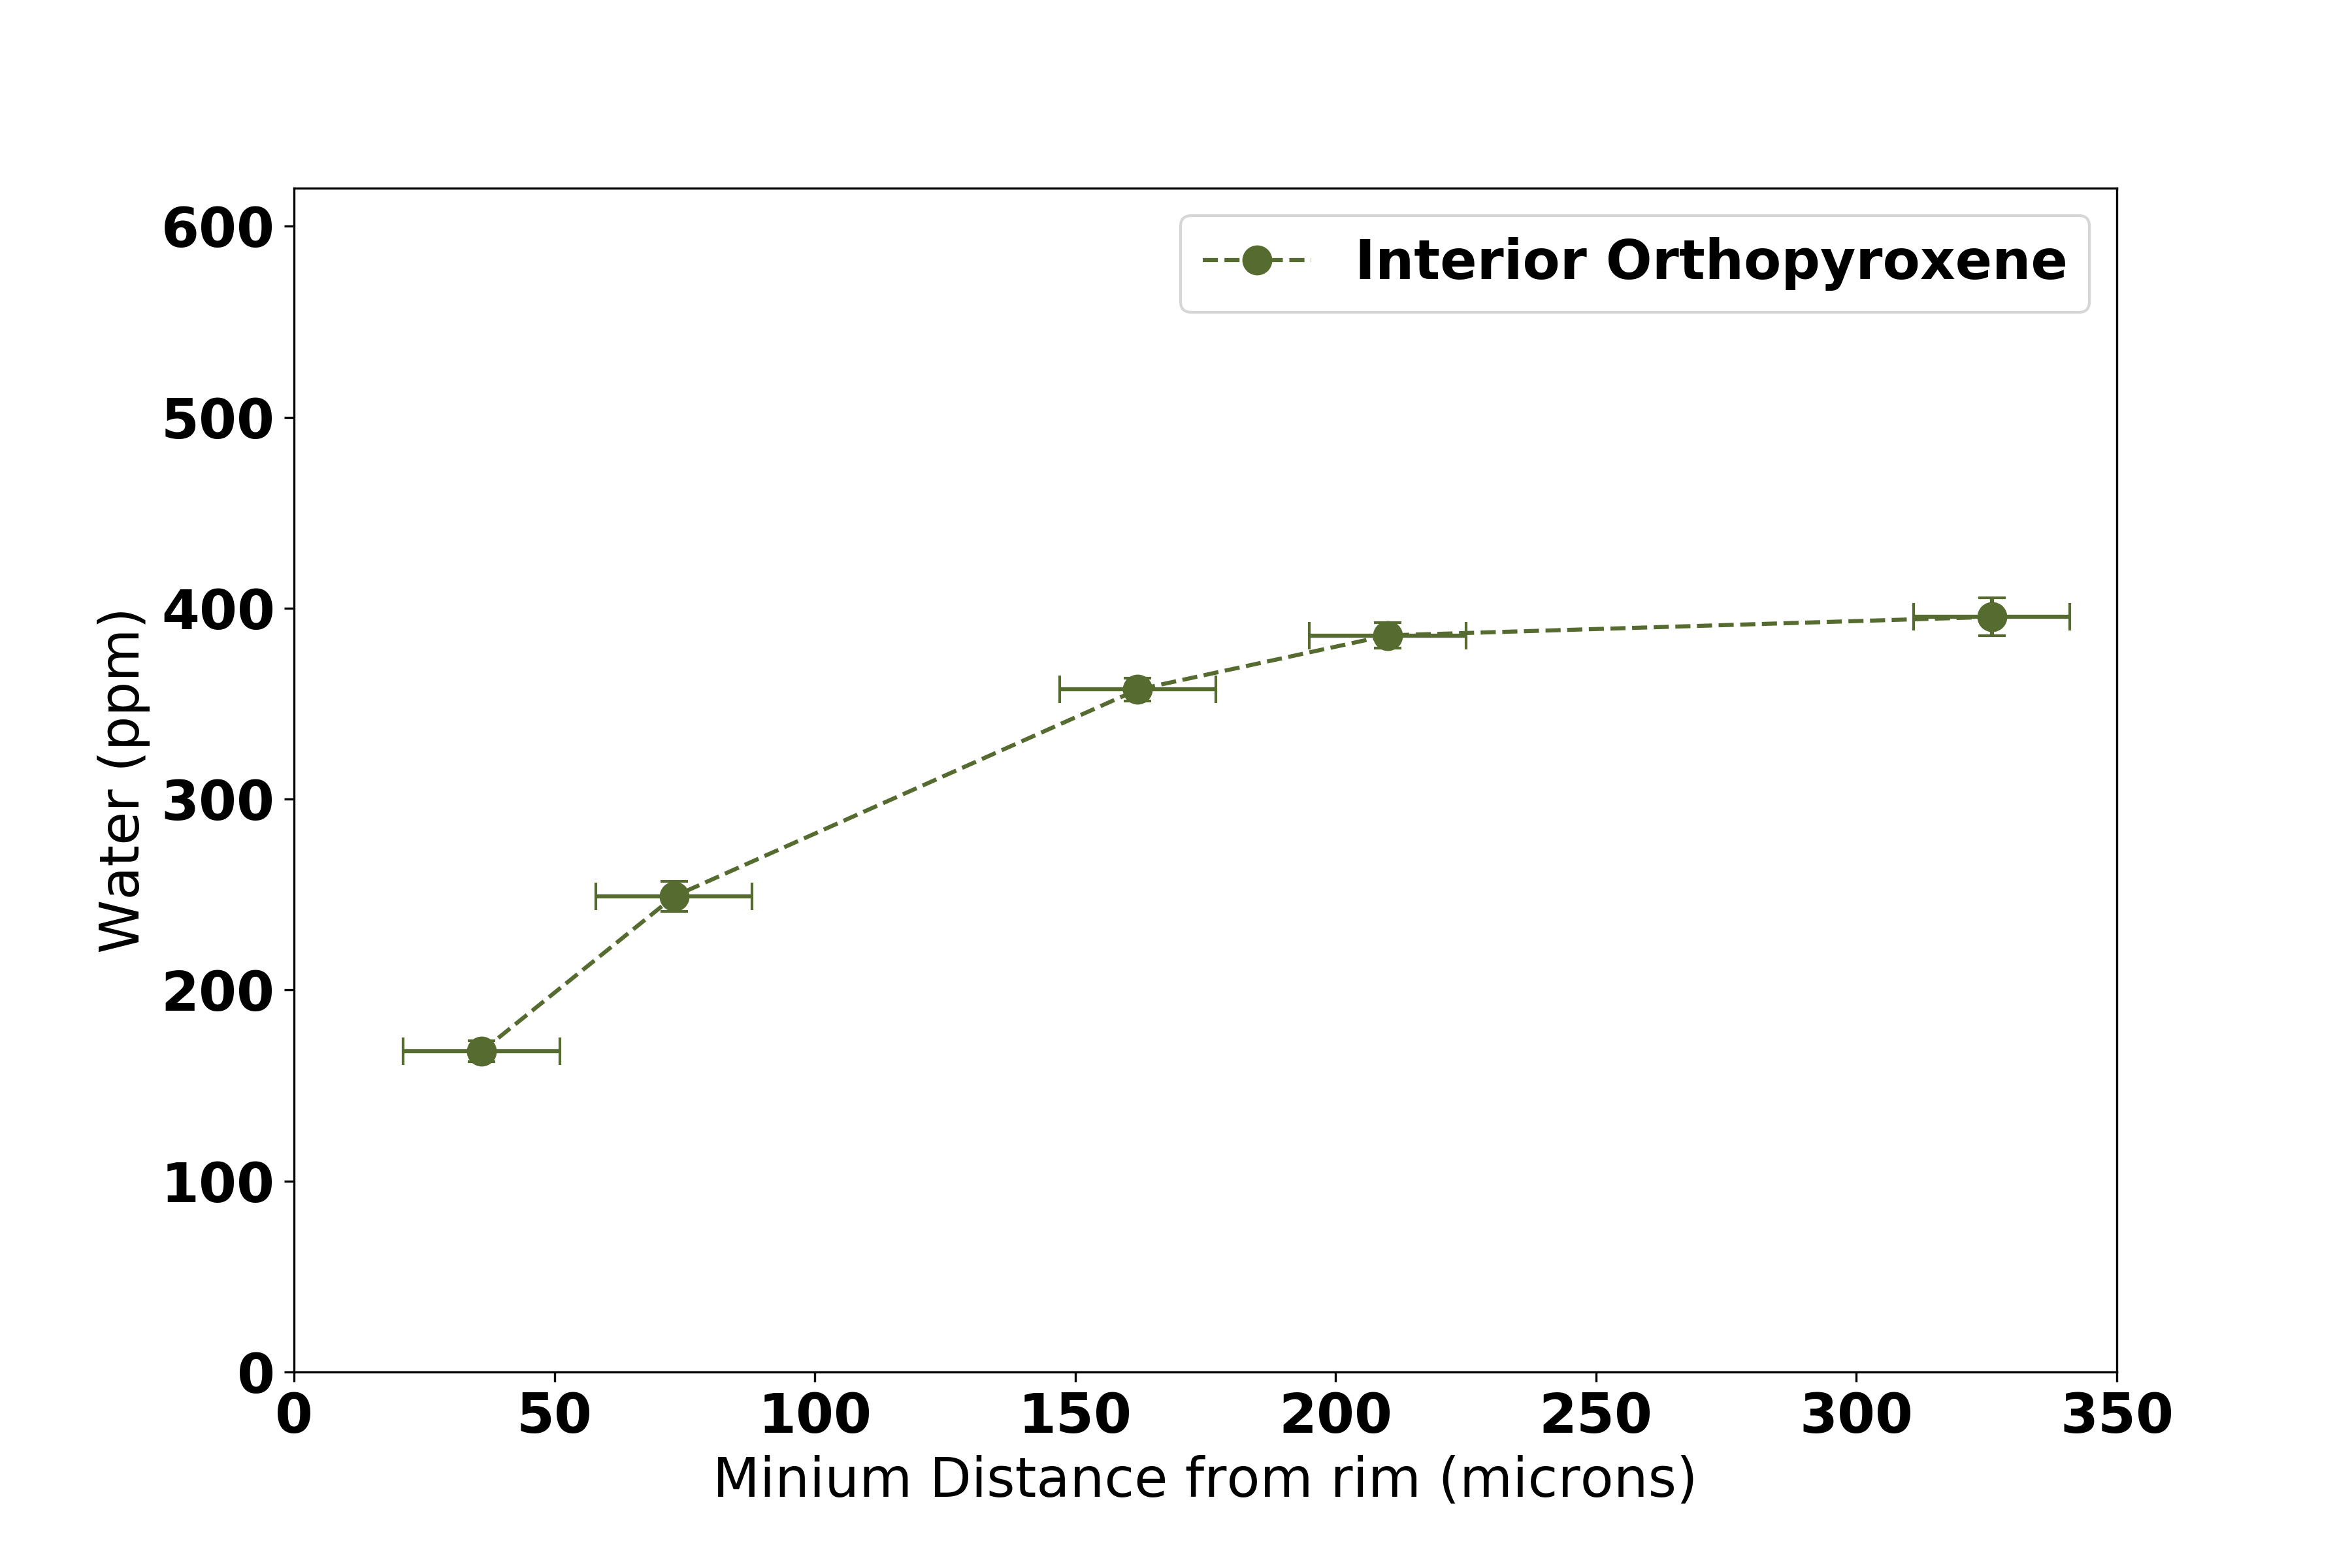 Interior Orthopyroxene
600
500
400
300
200
100
0
Water (ppm)
0 50 100 150 200 250 300 350
Minium Distance from rim (microns)